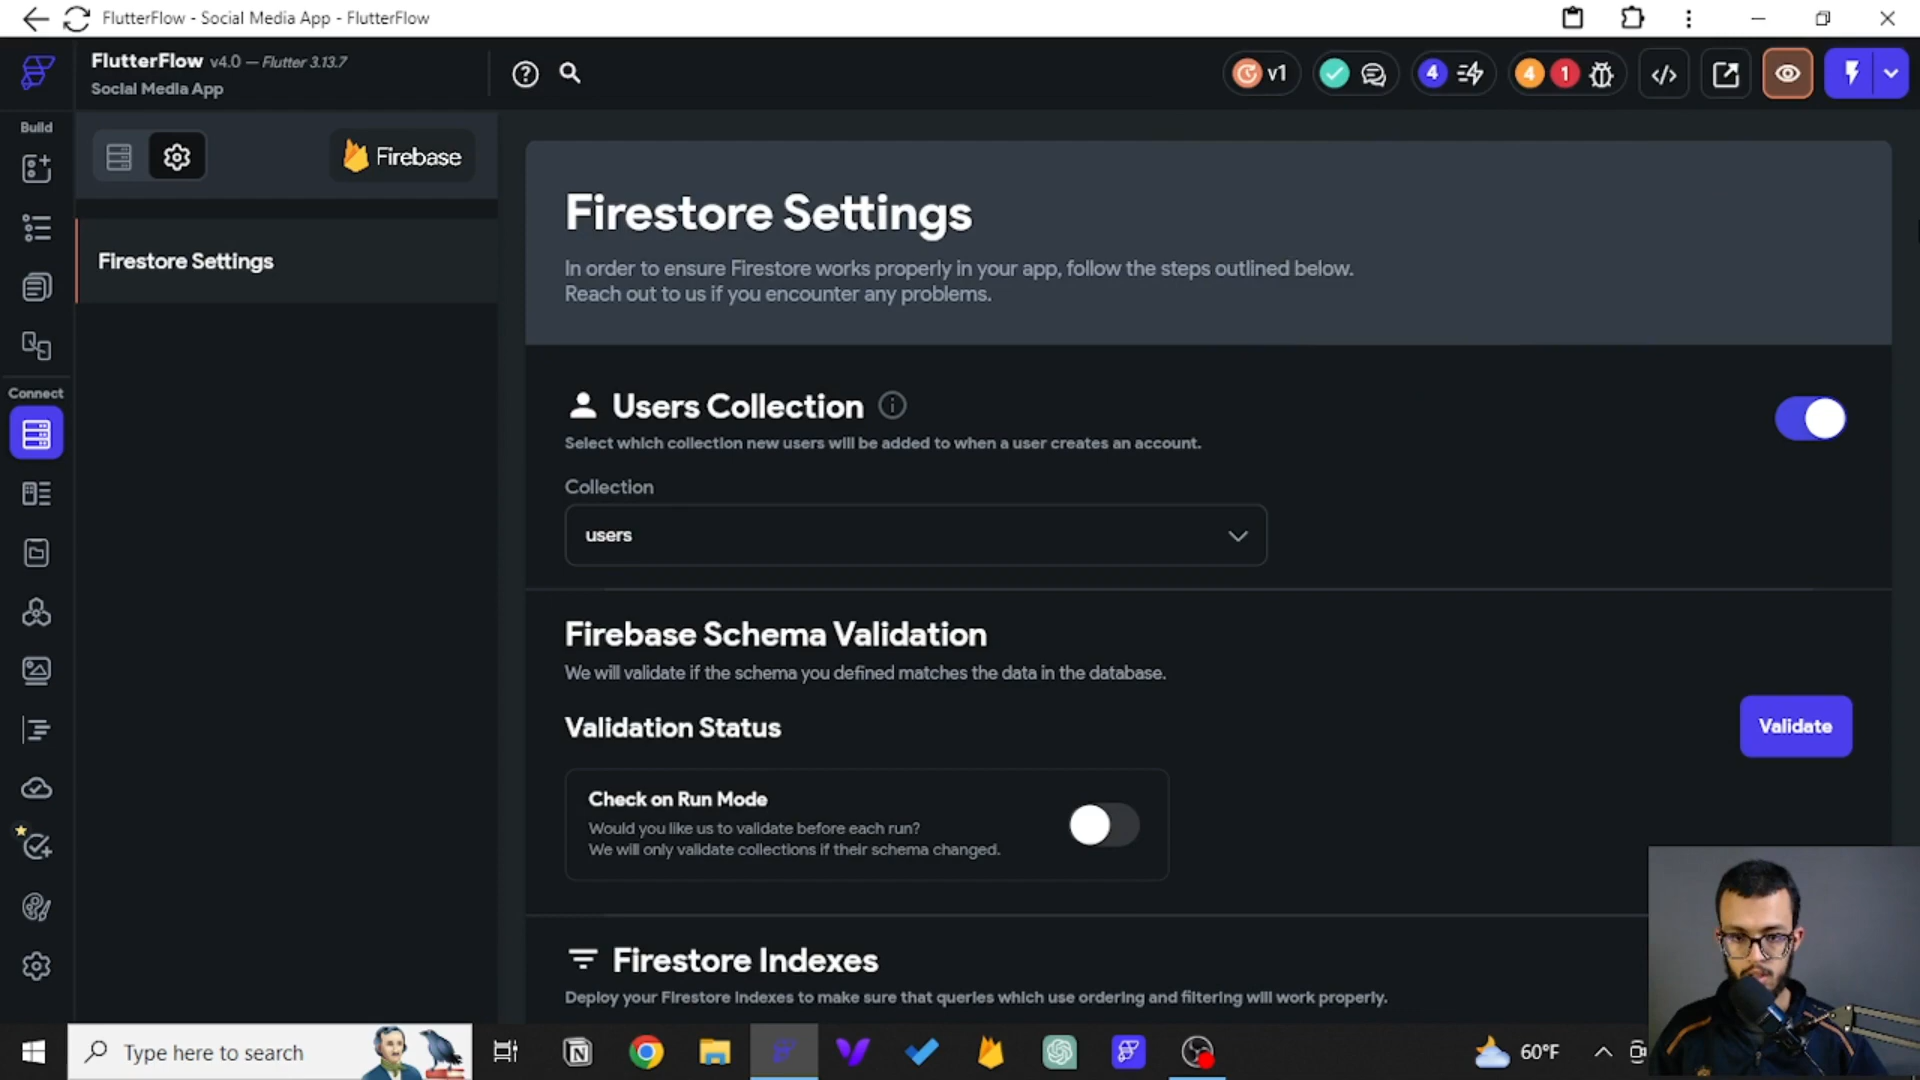 FlutterFlow - Social Media App - FlutterFlow
FlutterFlow v4.0 — Flutter 3.13.7
Social Media App
v1
4
4
1
Build
Firebase
Firestore Settings
Connect
Firestore Settings
In order to ensure Firestore works properly in your app, follow the steps outlined below.
Reach out to us if you encounter any problems.
Users Collection
Select which collection new users will be added to when a user creates an account.
Collection
users
Firebase Schema Validation
We will validate if the schema you defined matches the data in the database.
Validation Status
Validate
Check on Run Mode
Would you like us to validate before each run?
We will only validate collections if their schema changed.
Firestore Indexes
Deploy your Firestore Indexes to make sure that queries which use ordering and filtering will work properly.
Type here to search
60°F